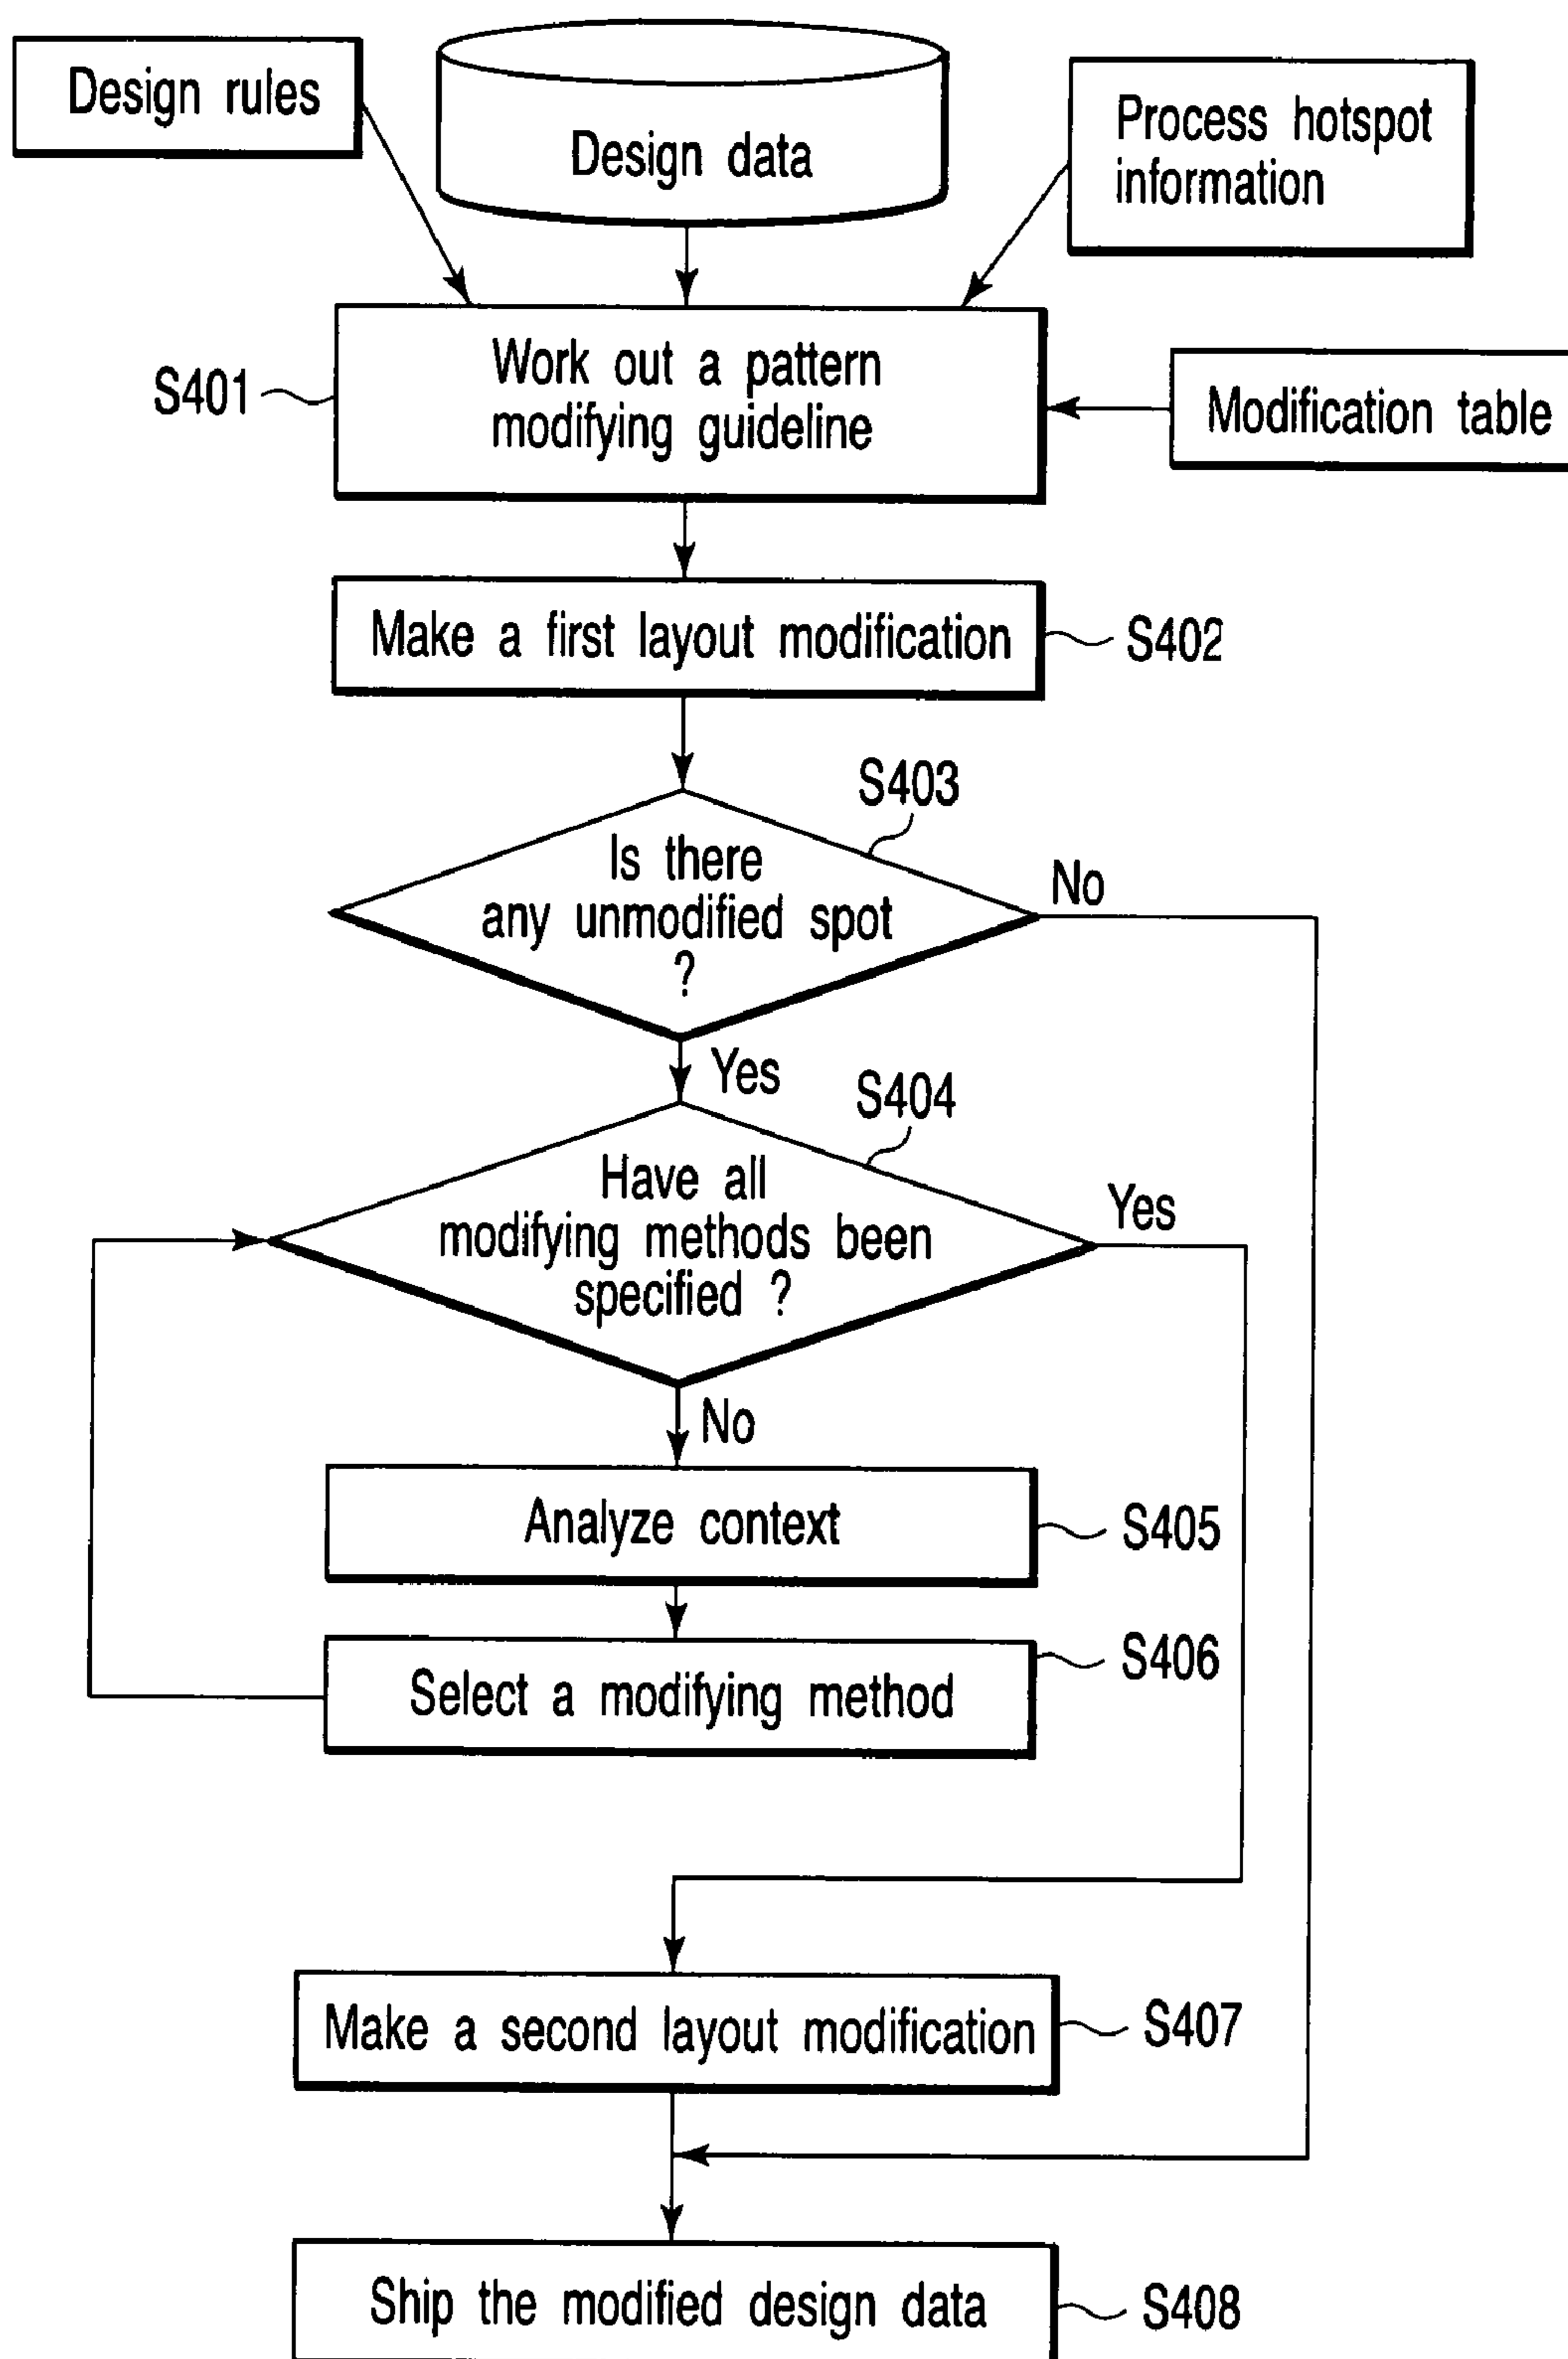 Design rules
Design data
Process hotspot
information
Work out a pattern
modifying guideline
S401
Modification table
Make a first layout modification
S402
S403
Is there
any unmodified spot
?
No
Yes
S404
Have all
modifying methods been
specified ?
Yes
No
Analyze context
S405
Select a modifying method
S406
Make a second layout modification
S407
Ship the modified design data
S408